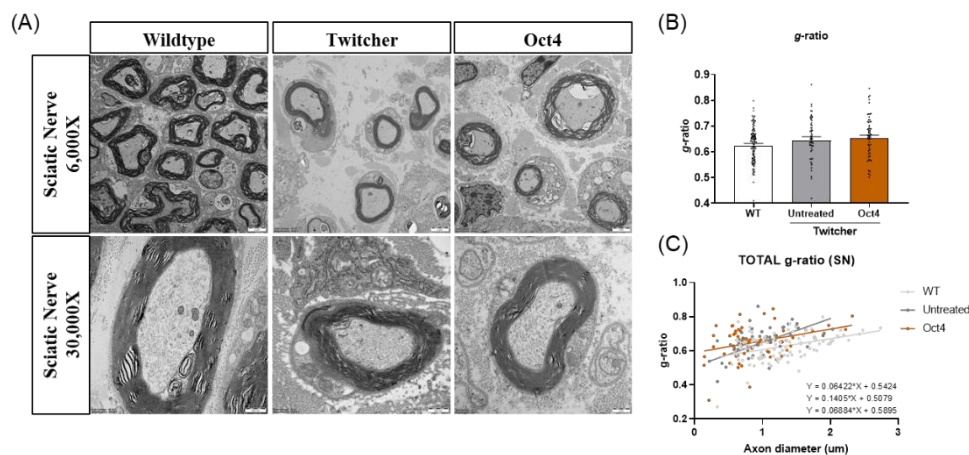 (A)
Wildtype
Twitcher
Oct4
Sciatic Nerve
6,000X
Sciatic Nerve
30,000X
(B)
g-ratio
g-ratio
0.9
0.8
0.7
0.6
0.5
0.4
WT
Untreated
Oct4
Twitcher
(C)
TOTAL g-ratio (SN)
WT
Untreated
Oct4
g-ratio
1.0
0.8
0.6
0.4
0.2
Y = 0.06422*X + 0.5424
Y = 0.1405*X + 0.5079
Y = 0.06884*X + 0.5895
0
1
2
3
Axon diameter (um)